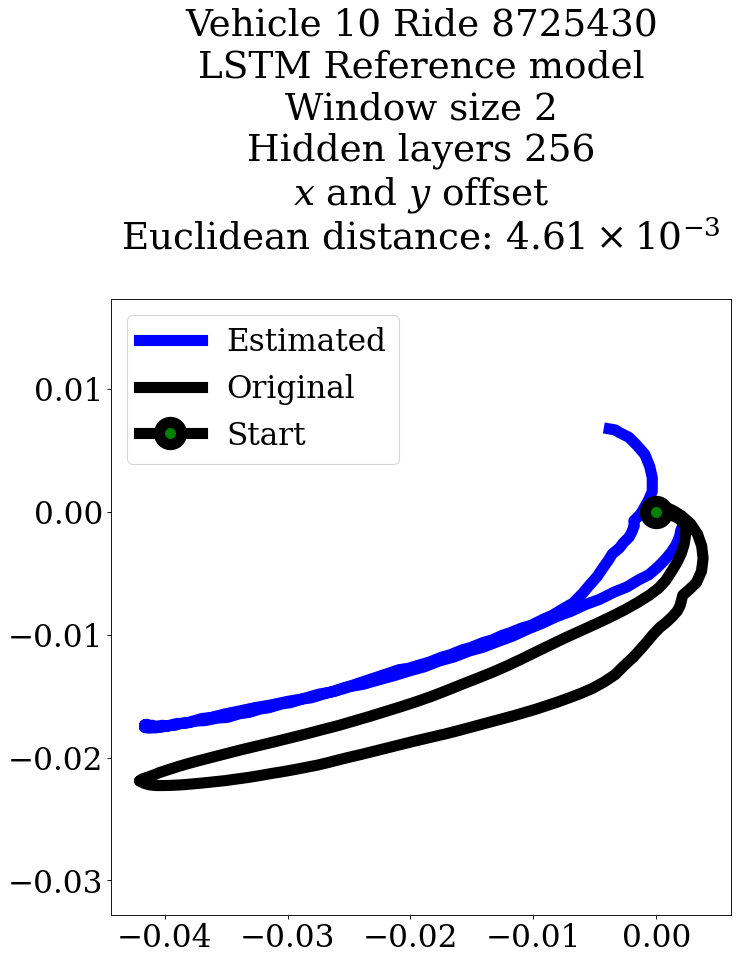 Vehicle 10 Ride 8725430
LSTM Reference model
Window size 2
Hidden layers 256
x and y offset
Euclidean distance: 4.61 × 10⁻³
Estimated
Original
Start
0.01
0.00
−0.01
−0.02
−0.03
−0.04 −0.03 −0.02 −0.01 0.00